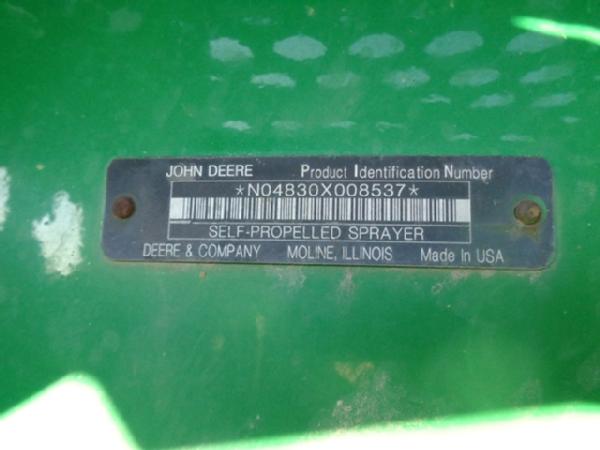 JOHN DEERE Product Identification Number
*N04830X008537*
SELF-PROPELLED SPRAYER
DEERE & COMPANY MOLINE, ILLINOIS Made In USA